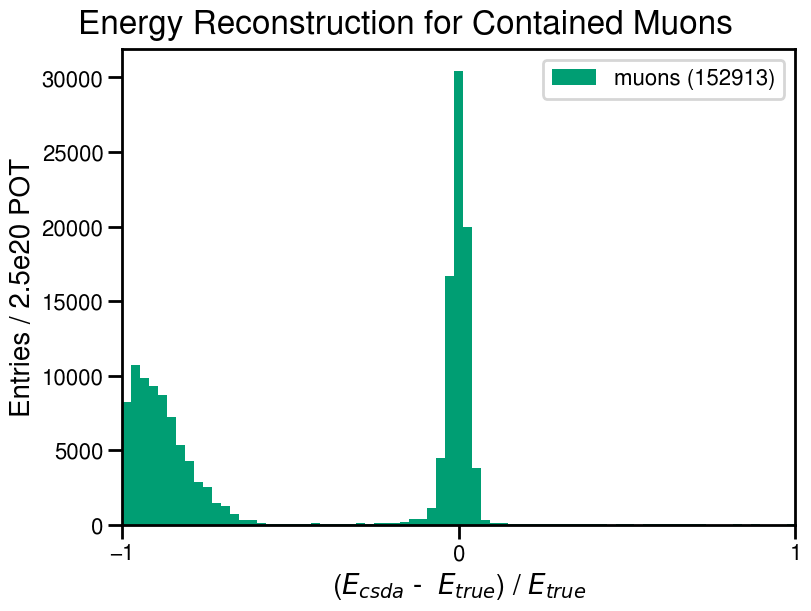 Energy Reconstruction for Contained Muons
muons (152913)
Entries / 2.5e20 POT
30000
25000
20000
15000
10000
5000
0
−1
0
1
(E_csda - E_true) / E_true